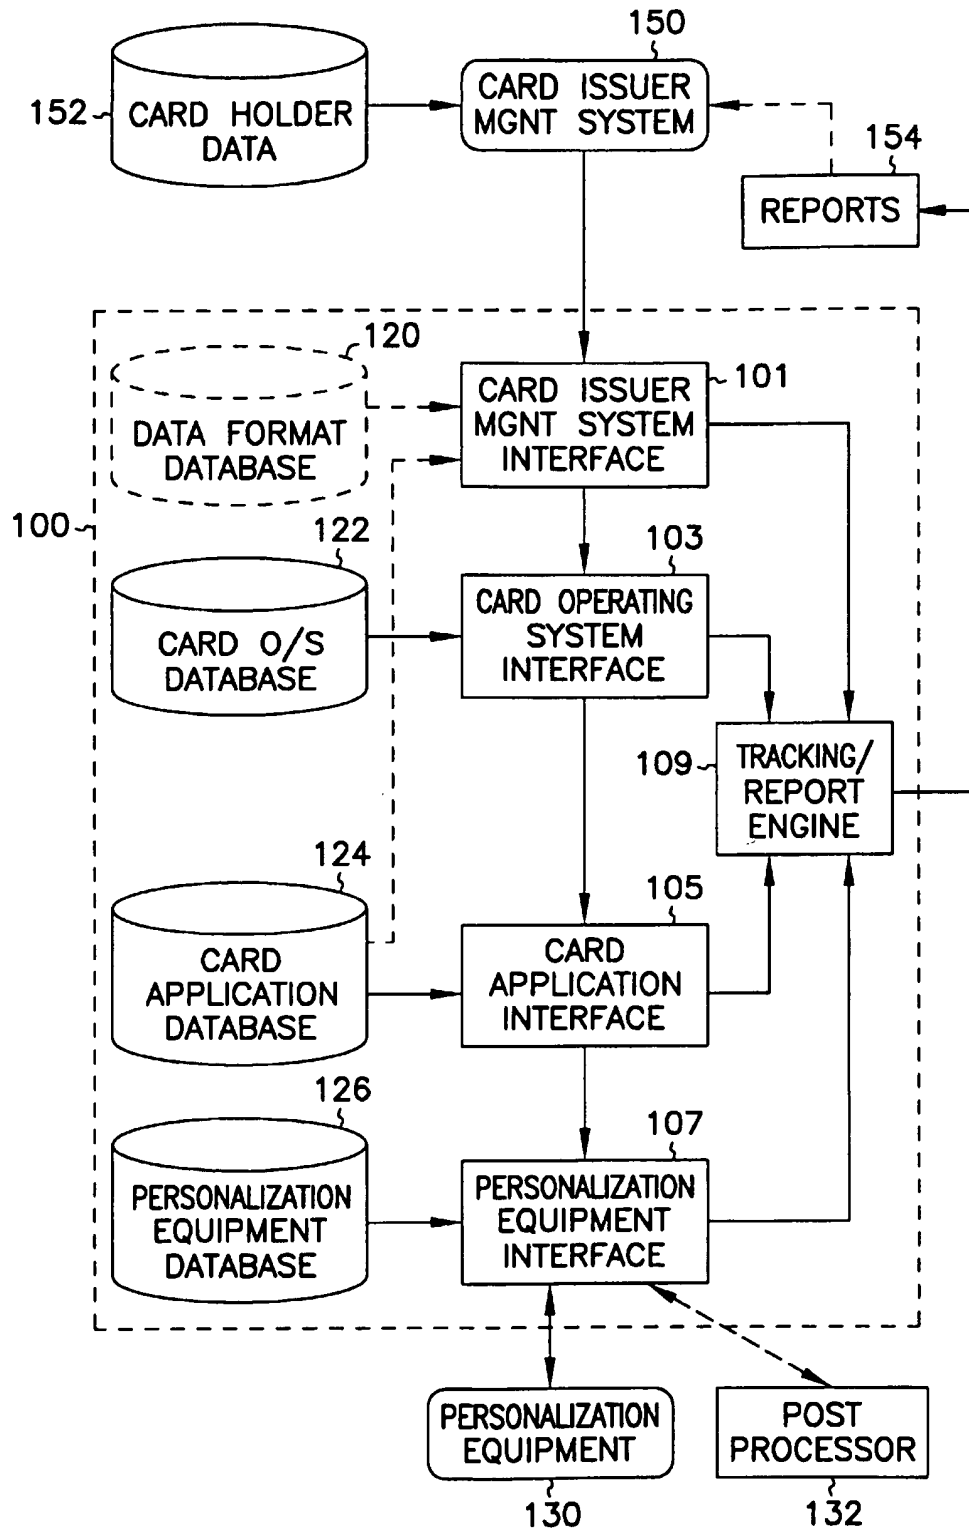 150
152
CARD HOLDER
DATA
CARD ISSUER
MGNT SYSTEM
154
REPORTS
120
DATA FORMAT
DATABASE
CARD ISSUER
MGNT SYSTEM
INTERFACE
101
100
122
CARD O/S
DATABASE
103
CARD OPERATING
SYSTEM
INTERFACE
109
TRACKING/
REPORT
ENGINE
124
CARD
APPLICATION
DATABASE
105
CARD
APPLICATION
INTERFACE
126
PERSONALIZATION
EQUIPMENT
DATABASE
107
PERSONALIZATION
EQUIPMENT
INTERFACE
PERSONALIZATION
EQUIPMENT
130
POST
PROCESSOR
132